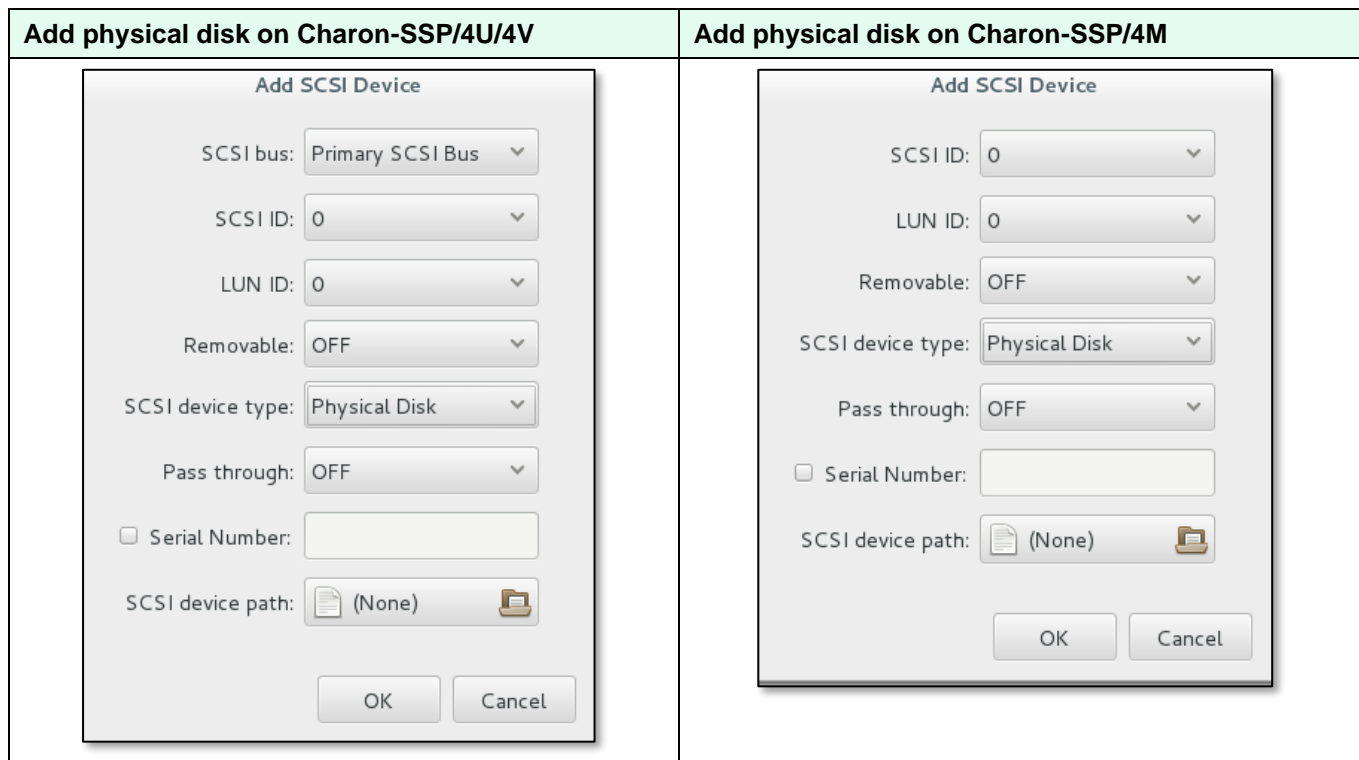 Add physical disk on Charon-SSP/4U/4V
Add SCSI Device
SCSI bus: Primary SCSI Bus
SCSI ID: 0
LUN ID: 0
Removable: OFF
SCSI device type: Physical Disk
Pass through: OFF
Serial Number:
SCSI device path: (None)
OK Cancel
Add physical disk on Charon-SSP/4M
Add SCSI Device
SCSI ID: 0
LUN ID: 0
Removable: OFF
SCSI device type: Physical Disk
Pass through: OFF
Serial Number:
SCSI device path: (None)
OK Cancel